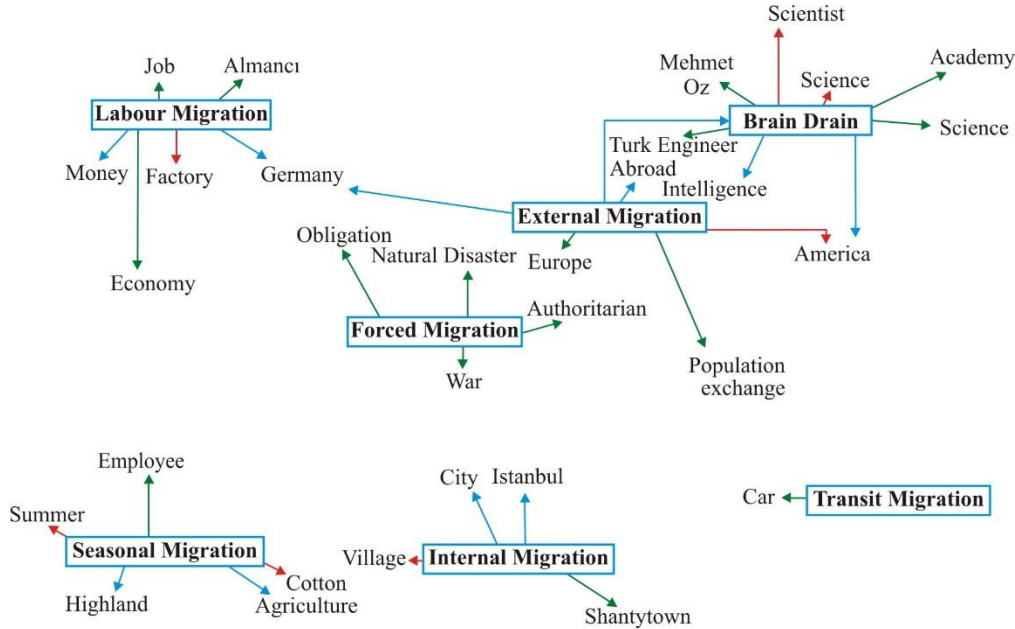 Scientist
Job
Almancı
Mehmet
Oz
Science
Academy
Labour Migration
Brain Drain
Science
Money
Factory
Germany
Turk Engineer
Abroad
Intelligence
External Migration
Obligation
Natural Disaster
Europe
America
Economy
Authoritarian
Forced Migration
War
Population
exchange
Employee
City
Istanbul
Car
Transit Migration
Summer
Seasonal Migration
Village
Internal Migration
Cotton
Highland
Agriculture
Shantytown